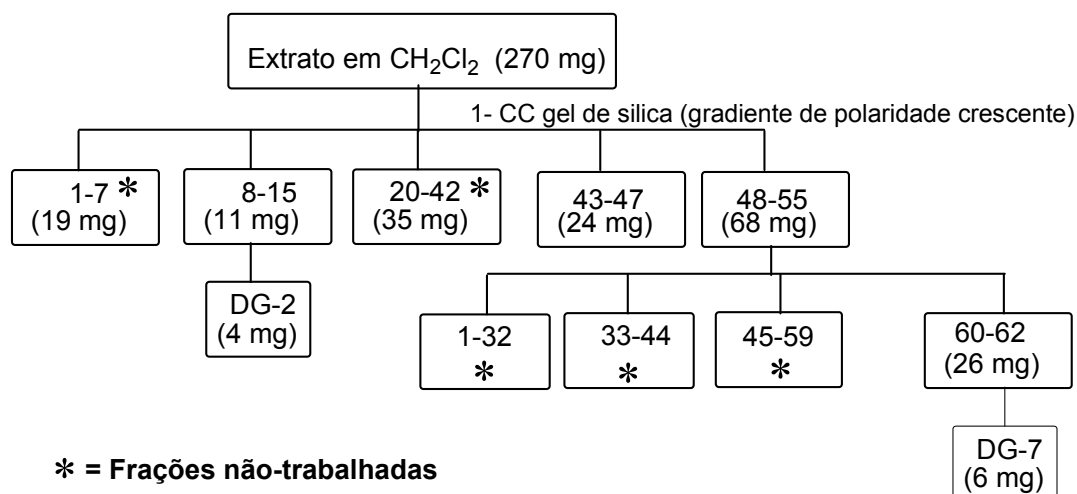 Extrato em CH₂Cl₂ (270 mg)
1- CC gel de silica (gradiente de polaridade crescente)
1-7 *
(19 mg)
8-15
(11 mg)
20-42 *
(35 mg)
43-47
(24 mg)
48-55
(68 mg)
DG-2
(4 mg)
1-32
*
33-44
*
45-59
*
60-62
(26 mg)
DG-7
(6 mg)
* = Frações não-trabalhadas